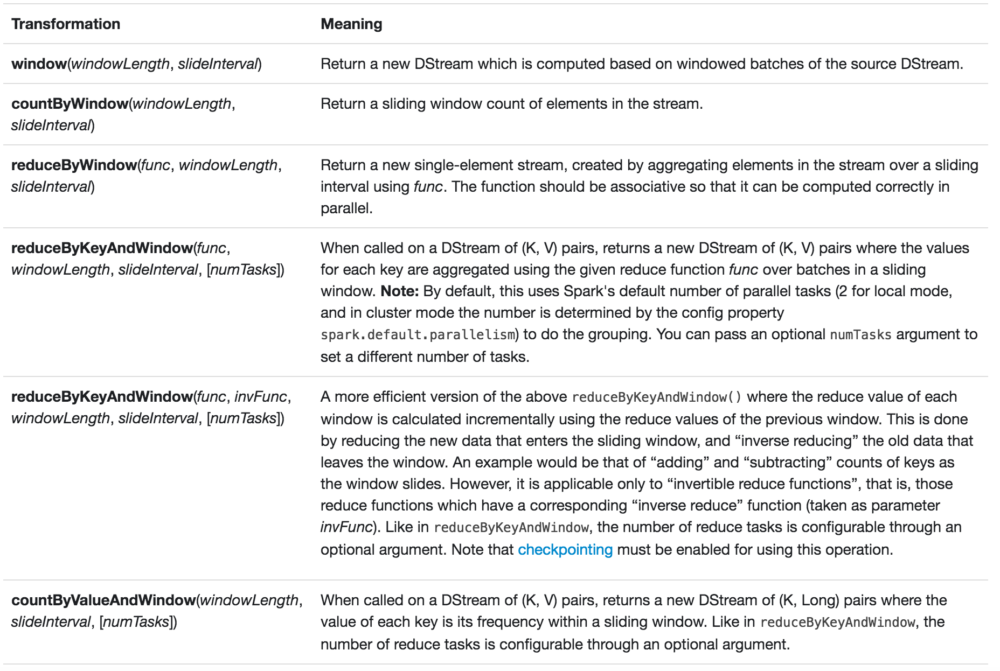 Transformation Meaning
window(windowLength, slideInterval) Return a new DStream which is computed based on windowed batches of the source DStream.
countByWindow(windowLength,
slideInterval)
Return a sliding window count of elements in the stream.
reduceByWindow(func, windowLength,
slideInterval)
Return a new single-element stream, created by aggregating elements in the stream over a sliding
interval using func. The function should be associative so that it can be computed correctly in
parallel.
reduceByKeyAndWindow(func,
windowLength, slideInterval, [numTasks])
When called on a DStream of (K, V) pairs, returns a new DStream of (K, V) pairs where the values
for each key are aggregated using the given reduce function func over batches in a sliding
window. Note: By default, this uses Spark's default number of parallel tasks (2 for local mode,
and in cluster mode the number is determined by the config property
spark.default.parallelism) to do the grouping. You can pass an optional numTasks argument to
set a different number of tasks.
reduceByKeyAndWindow(func, invFunc,
windowLength, slideInterval, [numTasks])
A more efficient version of the above reduceByKeyAndWindow() where the reduce value of each
window is calculated incrementally using the reduce values of the previous window. This is done
by reducing the new data that enters the sliding window, and “inverse reducing” the old data that
leaves the window. An example would be that of “adding” and “subtracting” counts of keys as
the window slides. However, it is applicable only to “invertible reduce functions”, that is, those
reduce functions which have a corresponding “inverse reduce” function (taken as parameter
invFunc). Like in reduceByKeyAndWindow, the number of reduce tasks is configurable through an
optional argument. Note that checkpointing must be enabled for using this operation.
countByValueAndWindow(windowLength,
slideInterval, [numTasks])
When called on a DStream of (K, V) pairs, returns a new DStream of (K, Long) pairs where the
value of each key is its frequency within a sliding window. Like in reduceByKeyAndWindow, the
number of reduce tasks is configurable through an optional argument.